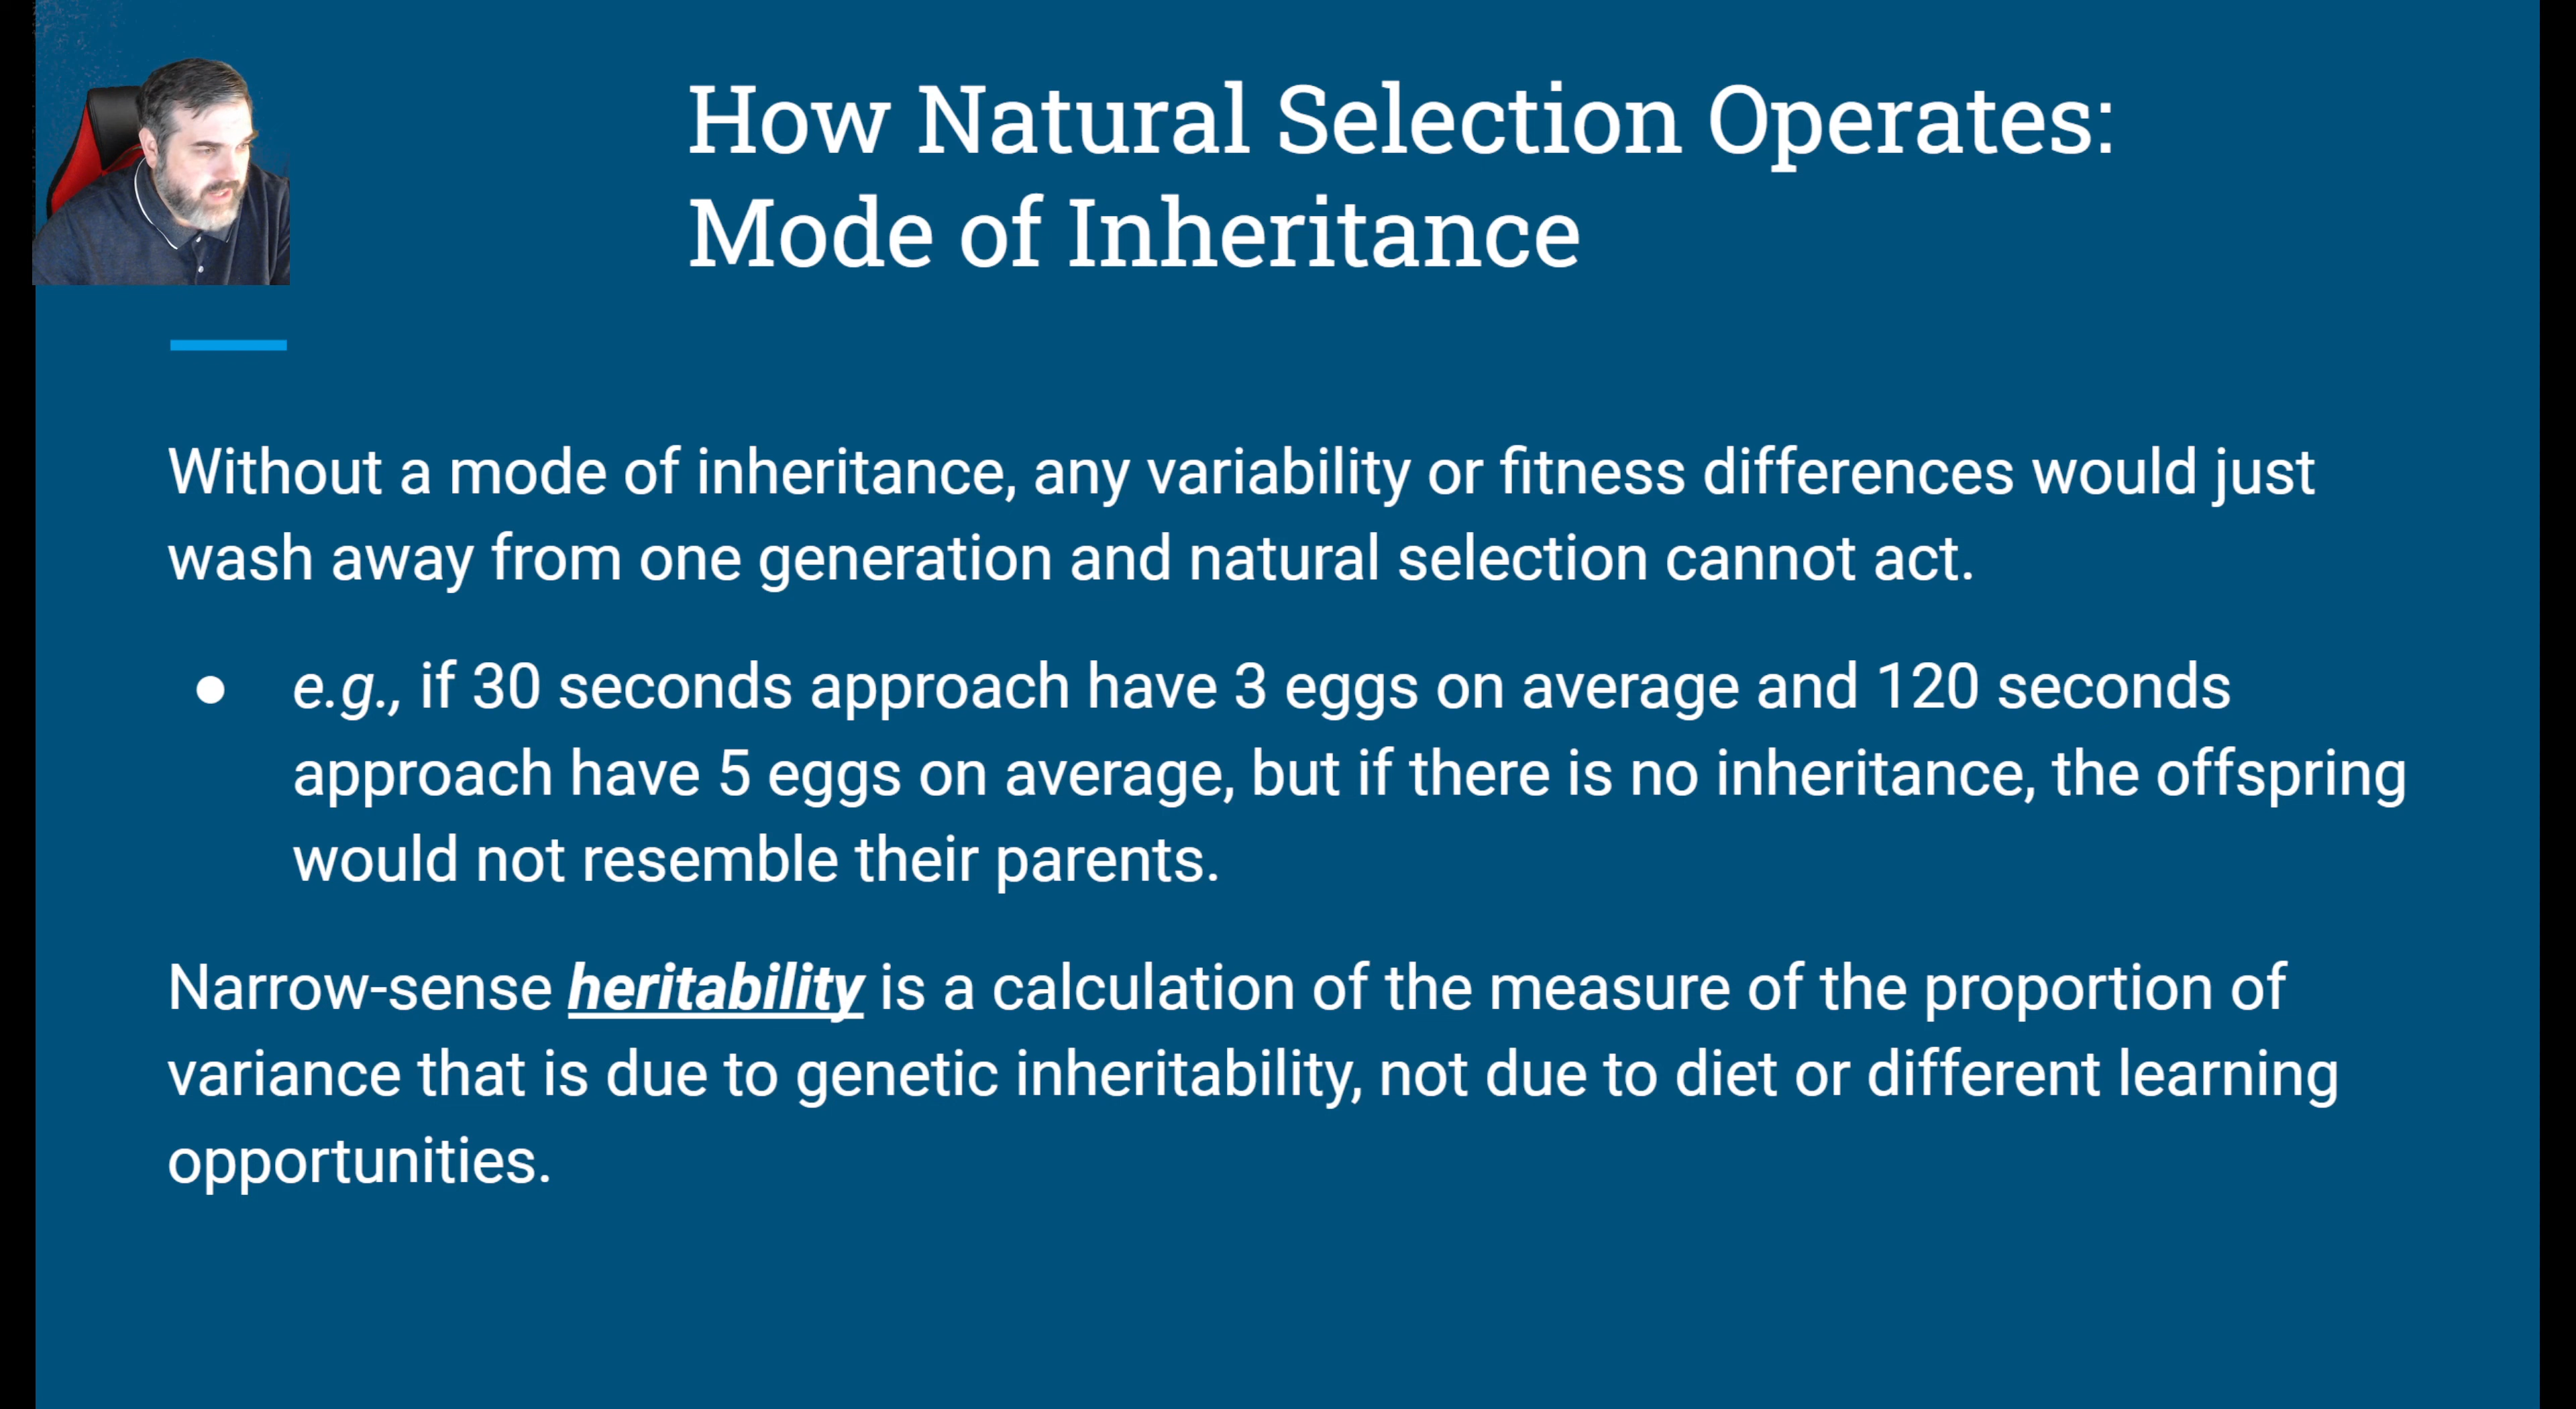 How Natural Selection Operates:
Mode of Inheritance
Without a mode of inheritance, any variability or fitness differences would just
wash away from one generation and natural selection cannot act.
● e.g., if 30 seconds approach have 3 eggs on average and 120 seconds
approach have 5 eggs on average, but if there is no inheritance, the offspring
would not resemble their parents.
Narrow-sense heritability is a calculation of the measure of the proportion of
variance that is due to genetic inheritability, not due to diet or different learning
opportunities.